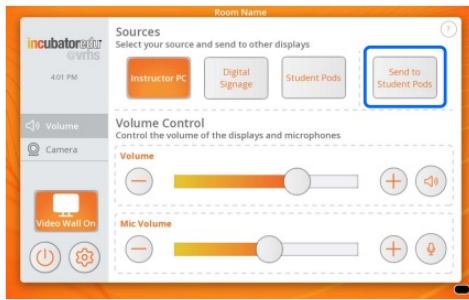 Room Name
incubatoredu
@vrhs
4:01 PM
Volume
Camera
Video Wall On
Sources
Select your source and send to other displays
?
Instructor PC
Digital
Signage
Student Pods
Send to
Student Pods
Volume Control
Control the volume of the displays and microphones
Volume
Mic Volume